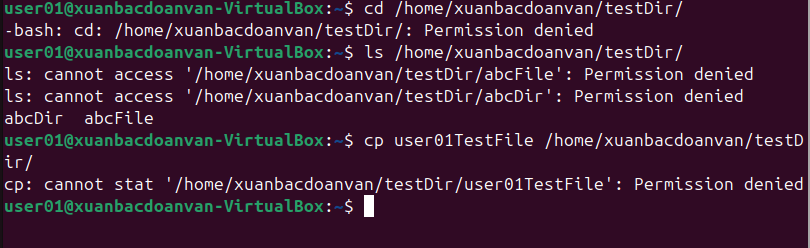 user01@xuanbacdoanvan-VirtualBox:~$ cd /home/xuanbacdoanvan/testDir/
-bash: cd: /home/xuanbacdoanvan/testDir/: Permission denied
user01@xuanbacdoanvan-VirtualBox:~$ ls /home/xuanbacdoanvan/testDir/
ls: cannot access '/home/xuanbacdoanvan/testDir/abcFile': Permission denied
ls: cannot access '/home/xuanbacdoanvan/testDir/abcDir': Permission denied
abcDir  abcFile
user01@xuanbacdoanvan-VirtualBox:~$ cp user01TestFile /home/xuanbacdoanvan/testD
ir/
cp: cannot stat '/home/xuanbacdoanvan/testDir/user01TestFile': Permission denied
user01@xuanbacdoanvan-VirtualBox:~$